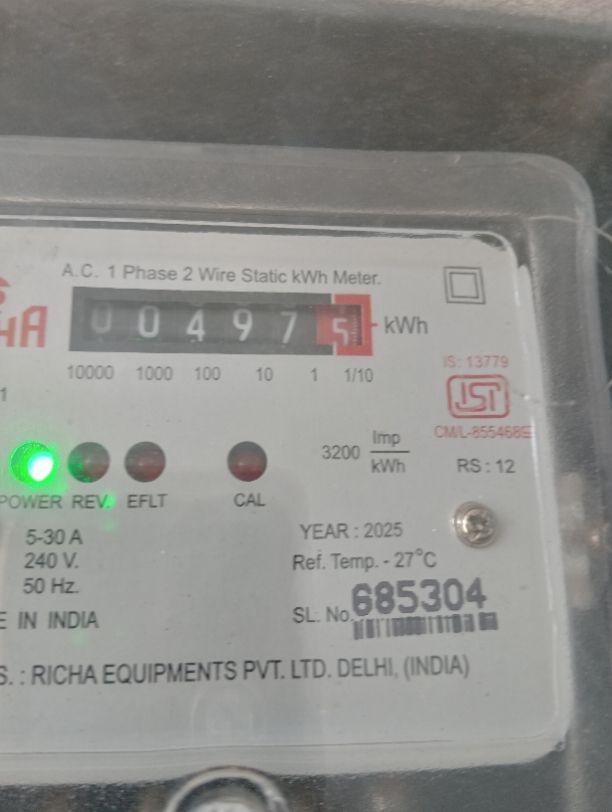 A.C. 1 Phase 2 Wire Static kWh Meter.
HA
0 0 4 9 7 5 kWh
10000 1000 100 10 1 1/10
IS: 13779
ISI
1
3200 Imp
kWh
RS : 12
POWER REV. EFLT CAL
5-30 A
240 V.
50 Hz.
E IN INDIA
YEAR : 2025
Ref. Temp. - 27°C
SL. No. 685304
S. : RICHA EQUIPMENTS PVT. LTD. DELHI, (INDIA)